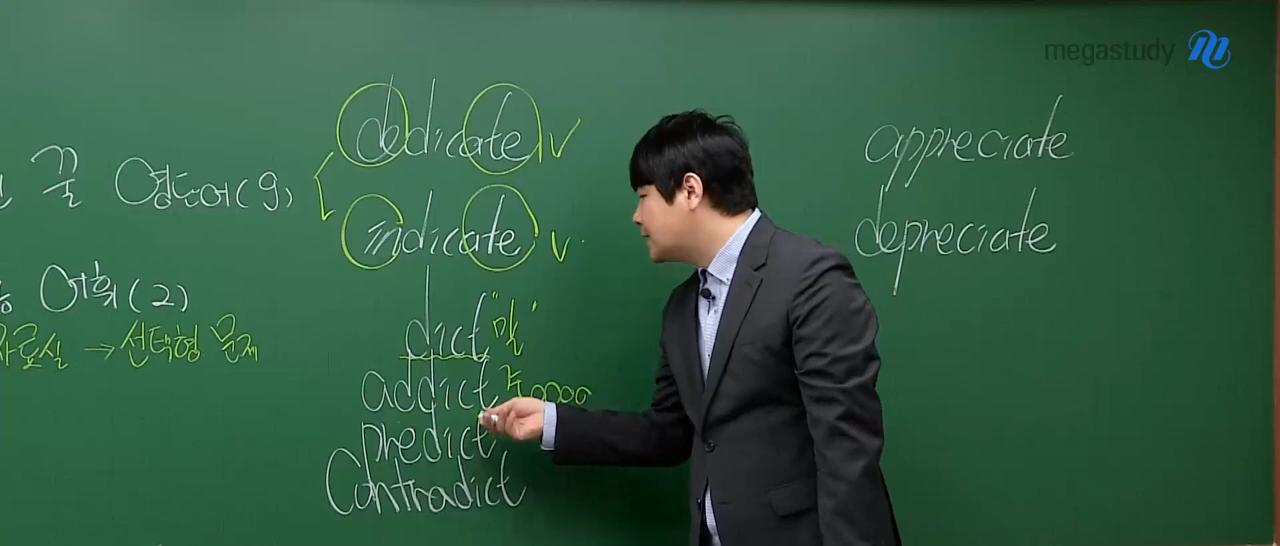 megastudy
꿀 영단어(9)
어휘(2)
자료실 → 선택형 문제
dedicate v
indicate v
dict "말"
addict
predict
contradict
appreciate
depreciate